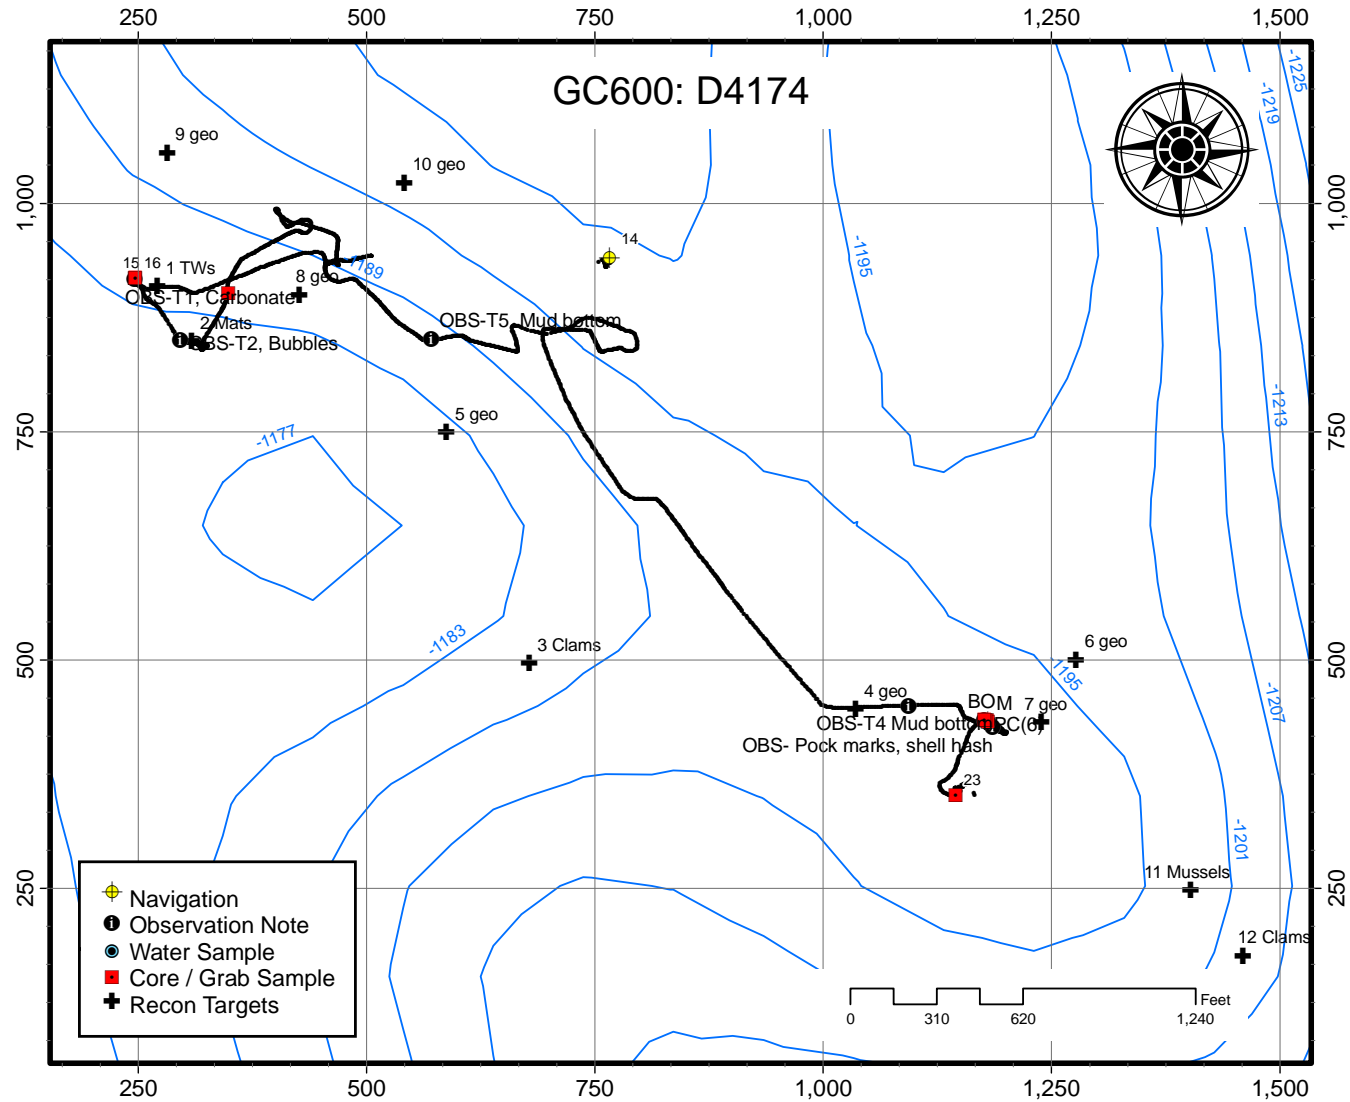 250 500 750 1,000 1,250 1,500
GC600: D4174
-1225
-1219
9 geo
10 geo
1,000
1,000
14
-1195
-1189
15 16
1 TWs
8 geo
OBS-T1, Carbonate
2 Mats
OBS-T2, Bubbles
OBS-T5, Mud bottom
-1213
5 geo
750
750
-1177
-1183
3 Clams
6 geo
500
500
-1195
4 geo
BOM
7 geo
-1207
OBS-T4 Mud bottom
PC(6)
OBS- Pock marks, shell hash
23
-1201
11 Mussels
250
250
12 Clams
Navigation
Observation Note
Water Sample
Core / Grab Sample
Recon Targets
Feet
0 310 620 1,240
250 500 750 1,000 1,250 1,500